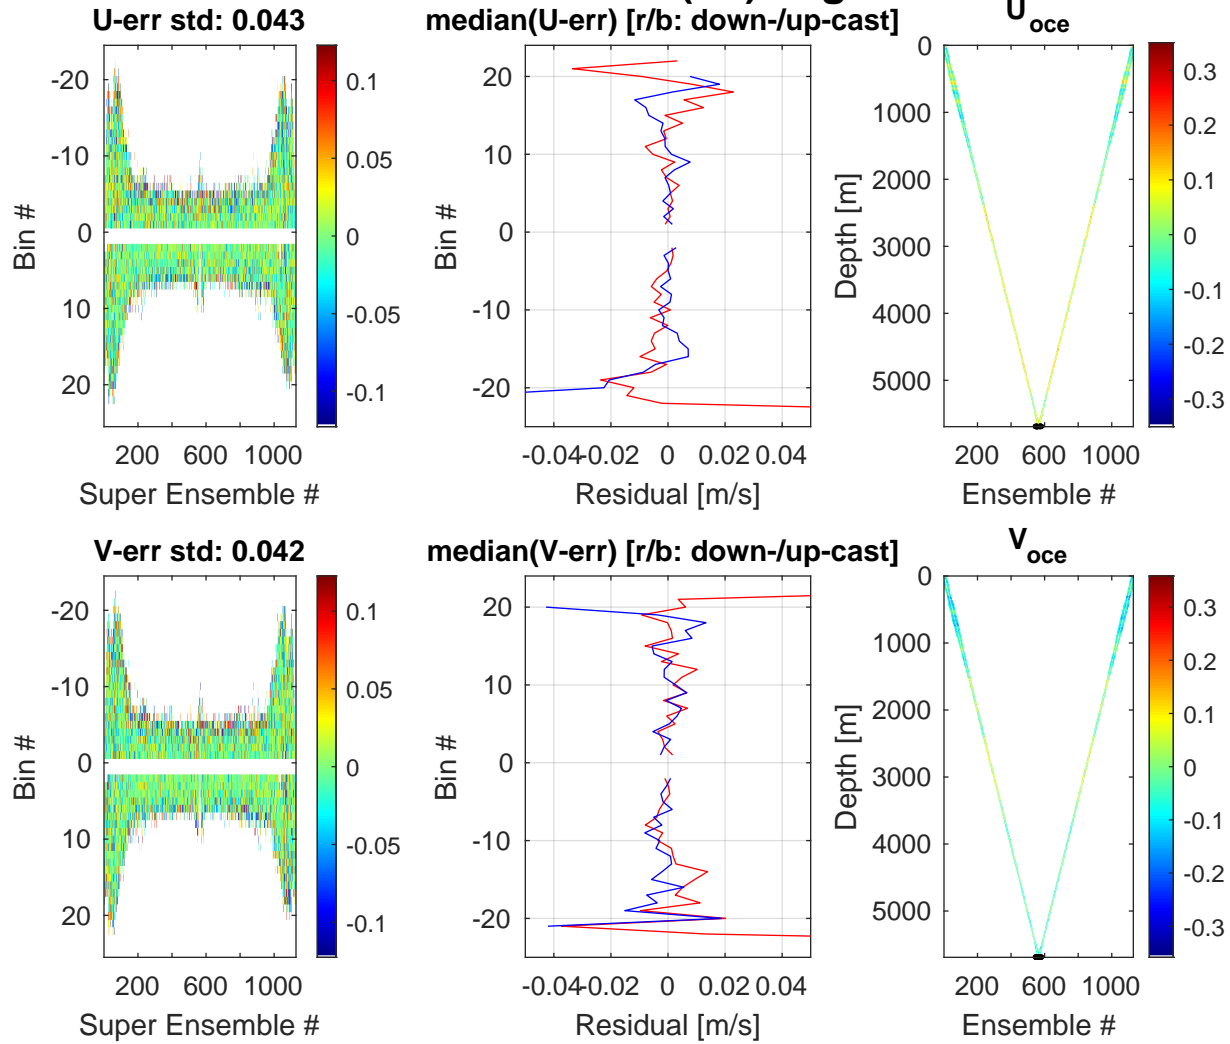 U-err std: 0.043
-20
-10
0
10
20
200 600 1000
Super Ensemble #
Bin #
0.1
0.05
0
-0.05
-0.1
median(U-err) [r/b: down-/up-cast]
20
10
0
-10
-20
-0.04 -0.02 0 0.02 0.04
Residual [m/s]
Bin #
U_oce
0
1000
2000
3000
4000
5000
200 600 1000
Ensemble #
Depth [m]
0.3
0.2
0.1
0
-0.1
-0.2
-0.3
V-err std: 0.042
-20
-10
0
10
20
200 600 1000
Super Ensemble #
Bin #
0.1
0.05
0
-0.05
-0.1
median(V-err) [r/b: down-/up-cast]
20
10
0
-10
-20
-0.04 -0.02 0 0.02 0.04
Residual [m/s]
Bin #
V_oce
0
1000
2000
3000
4000
5000
200 600 1000
Ensemble #
Depth [m]
0.3
0.2
0.1
0
-0.1
-0.2
-0.3